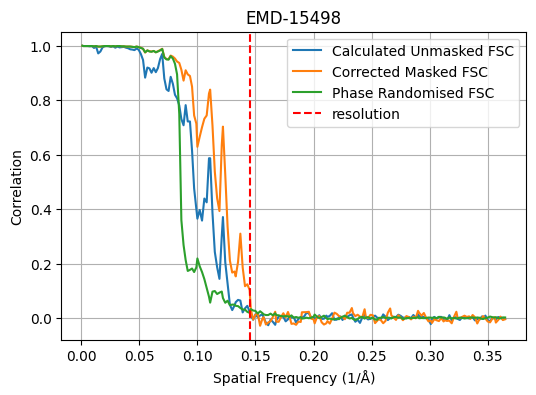 EMD-15498
Calculated Unmasked FSC
Corrected Masked FSC
Phase Randomised FSC
resolution
Correlation
1.0
0.8
0.6
0.4
0.2
0.0
0.00 0.05 0.10 0.15 0.20 0.25 0.30 0.35
Spatial Frequency (1/Å)